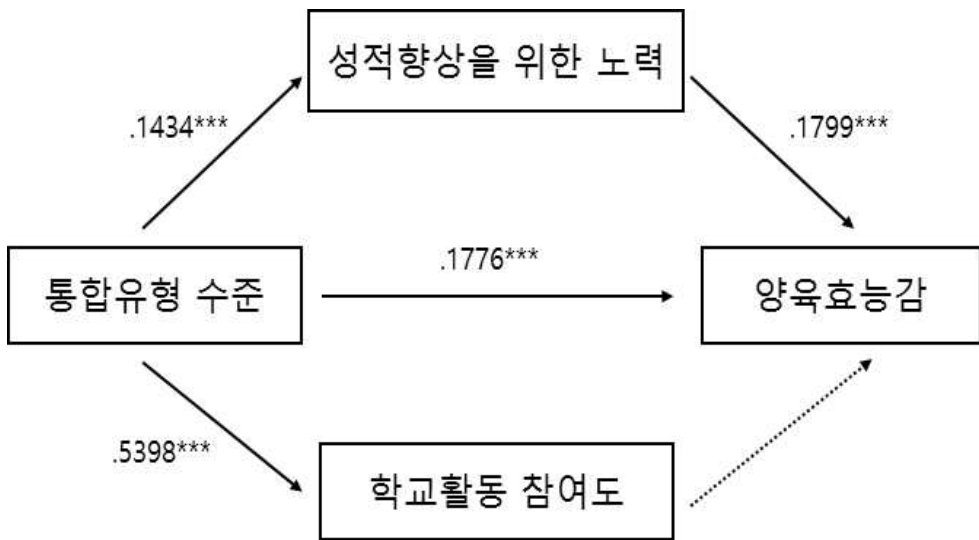 성적향상을 위한 노력
.1434***
.1799***
.1776***
통합유형 수준
양육효능감
.5398***
학교활동 참여도